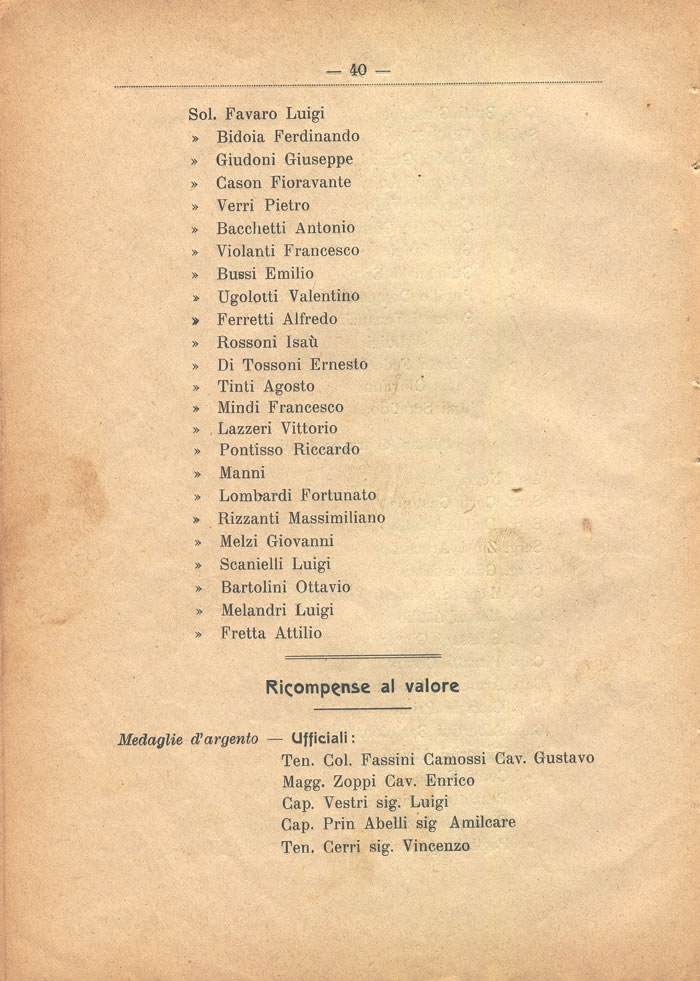 — 40 —
Sol. Favaro Luigi
» Bidoia Ferdinando
» Giudoni Giuseppe
» Cason Fioravante
» Verri Pietro
» Bacchetti Antonio
» Violanti Francesco
» Bussi Emilio
» Ugolotti Valentino
» Ferretti Alfredo
» Rossoni Isaù
» Di Tossoni Ernesto
» Tinti Agosto
» Mindi Francesco
» Lazzeri Vittorio
» Pontisso Riccardo
» Manni
» Lombardi Fortunato
» Rizzanti Massimiliano
» Melzi Giovanni
» Scanielli Luigi
» Bartolini Ottavio
» Melandri Luigi
» Fretta Attilio
Ricompense al valore
Medaglie d'argento — Ufficiali:
Ten. Col. Fassini Camossi Cav. Gustavo
Magg. Zoppi Cav. Enrico
Cap. Vestri sig. Luigi
Cap. Prin Abelli sig Amilcare
Ten. Cerri sig. Vincenzo